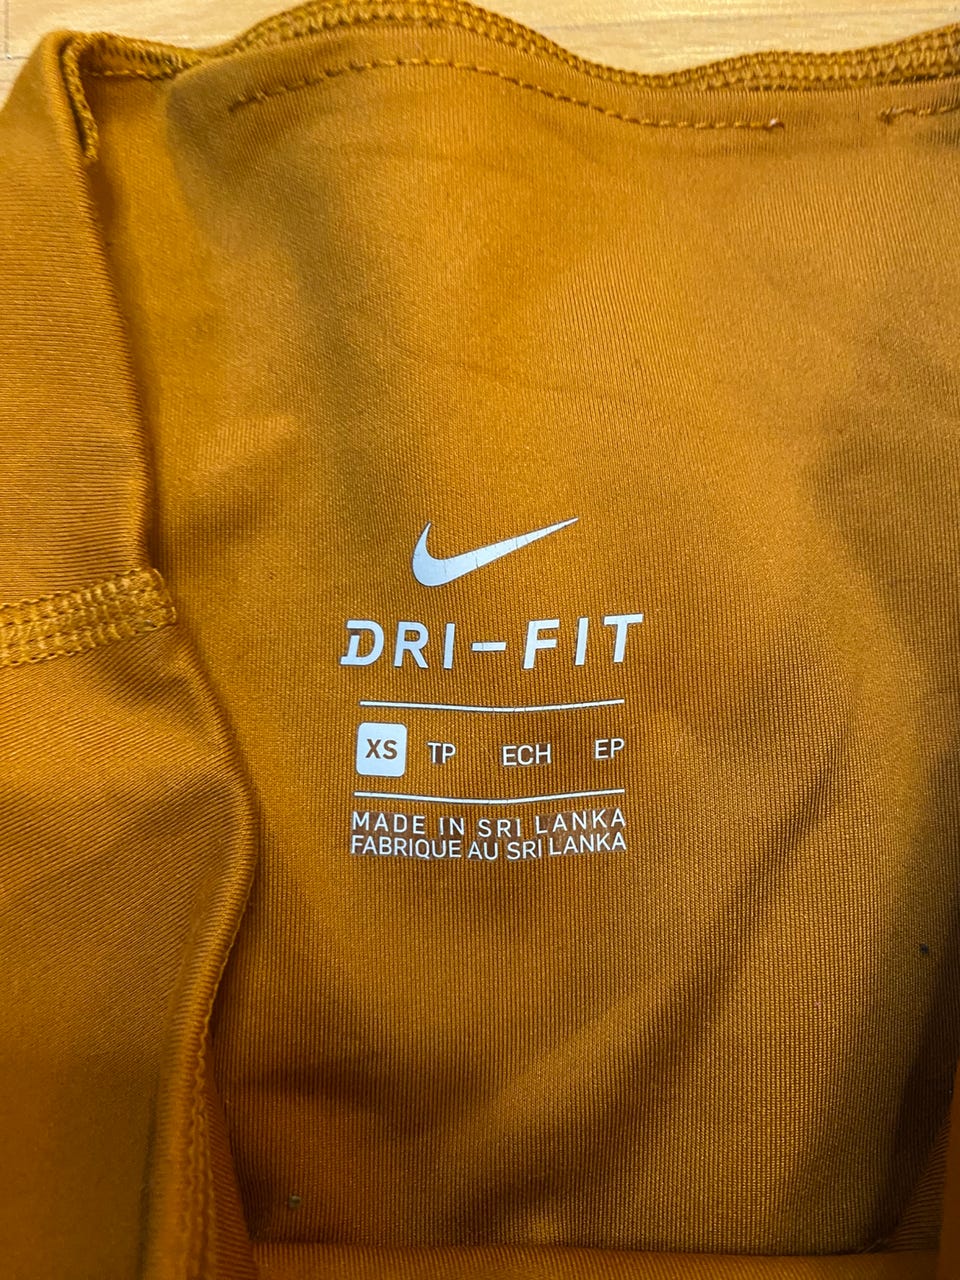 DRI-FIT
XS TP ECH EP
MADE IN SRI LANKA
FABRIQUE AU SRI LANKA